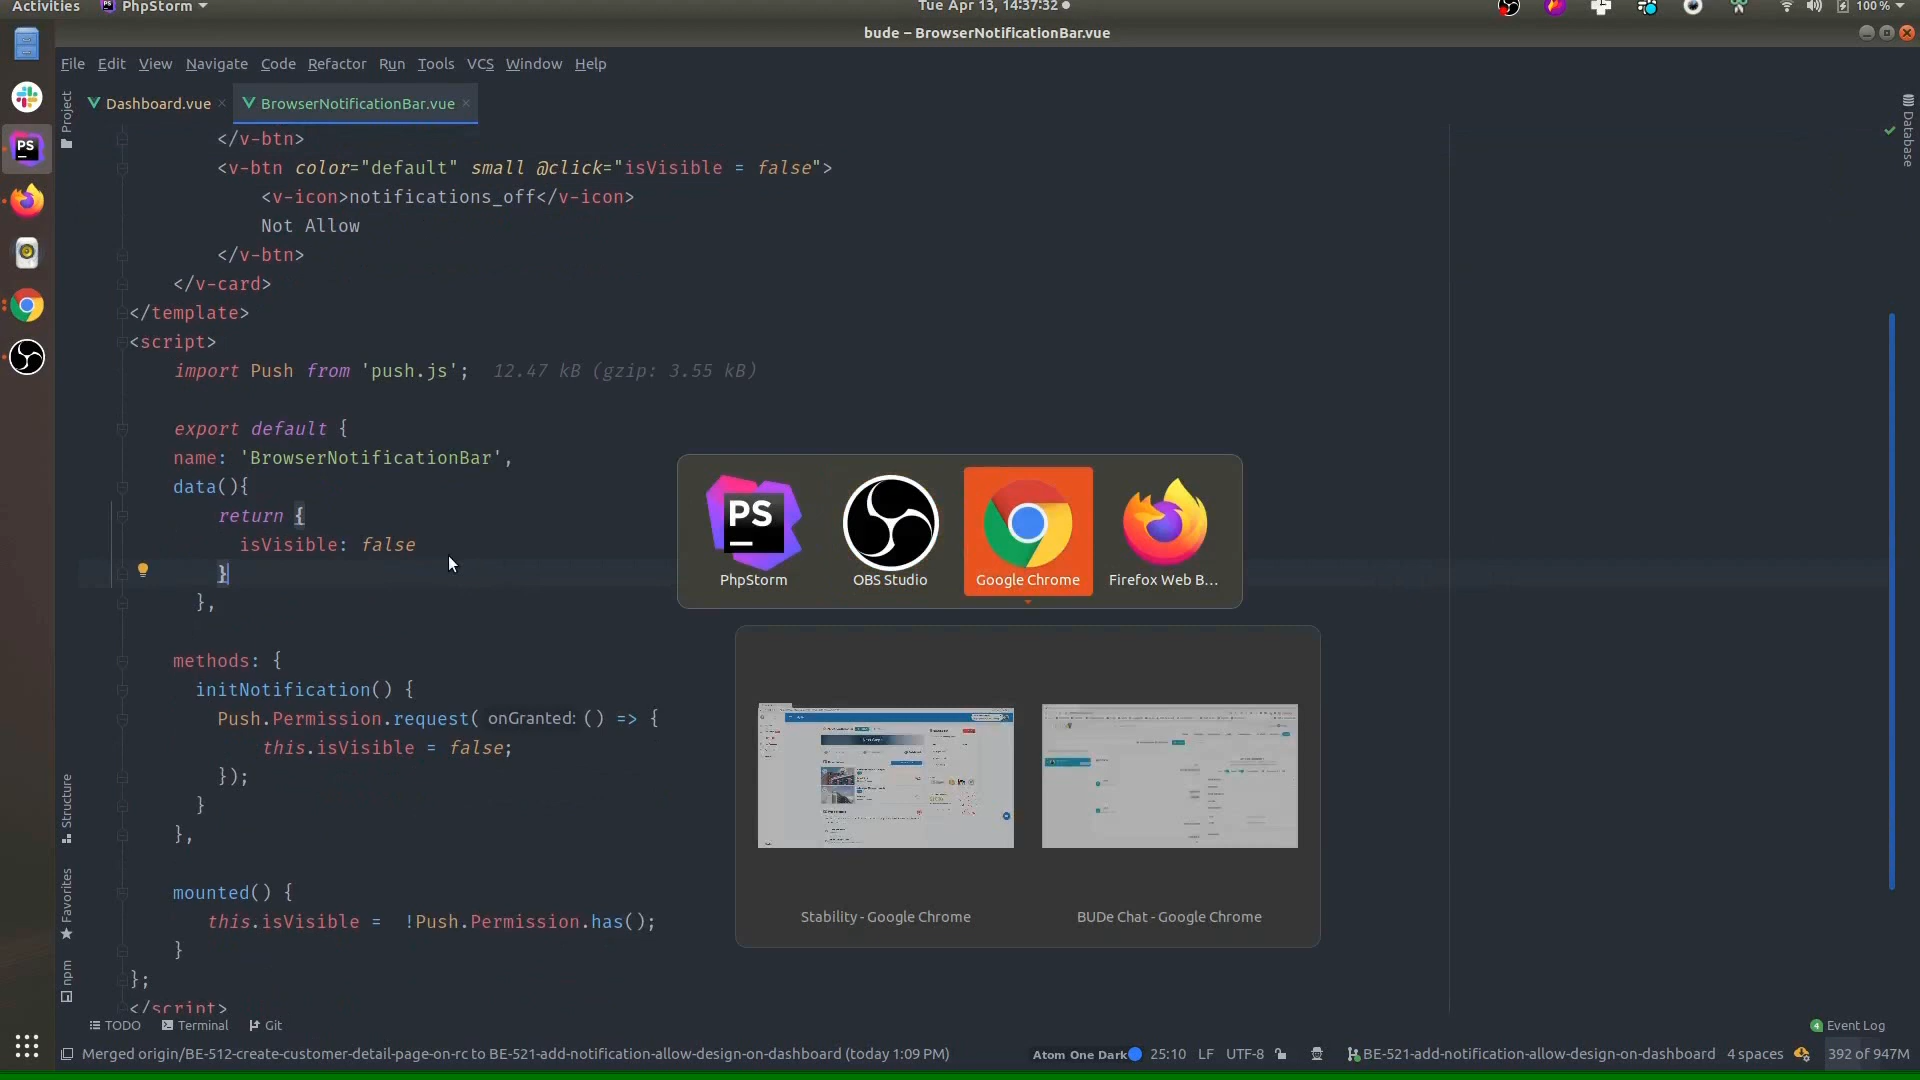 Activities PhpStorm Tue Apr 13, 14:37:32 100 %
bude – BrowserNotificationBar.vue
File Edit View Navigate Code Refactor Run Tools VCS Window Help
Dashboard.vue BrowserNotificationBar.vue
Project
Database
</v-btn>
<v-btn color="default" small @click="isVisible = false">
<v-icon>notifications_off</v-icon>
Not Allow
</v-btn>
</v-card>
</template>
<script>
import Push from 'push.js'; 12.47 kB (gzip: 3.55 kB)
export default {
name: 'BrowserNotificationBar',
data(){
return {
isVisible: false
}
},
methods: {
initNotification() {
Push.Permission.request( onGranted: () => {
this.isVisible = false;
});
}
},
mounted() {
this.isVisible = !Push.Permission.has();
}
};
</script>
PS
PhpStorm OBS Studio Google Chrome Firefox Web B...
Stability - Google Chrome BUDe Chat - Google Chrome
Structure
Favorites
npm
TODO Terminal Git 4 Event Log
Merged origin/BE-512-create-customer-detail-page-on-rc to BE-521-add-notification-allow-design-on-dashboard (today 1:09 PM) Atom One Dark 25:10 LF UTF-8 BE-521-add-notification-allow-design-on-dashboard 4 spaces 392 of 947M